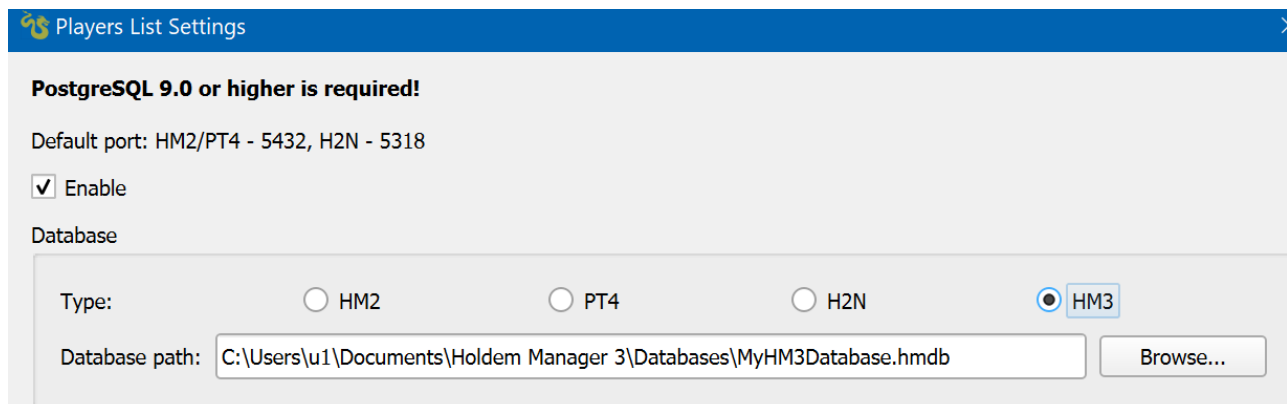 Players List Settings
PostgreSQL 9.0 or higher is required!
Default port: HM2/PT4 - 5432, H2N - 5318
Enable
Database
Type: HM2 PT4 H2N HM3
Database path: C:\Users\u1\Documents\Holdem Manager 3\Databases\MyHM3Database.hmdb Browse...